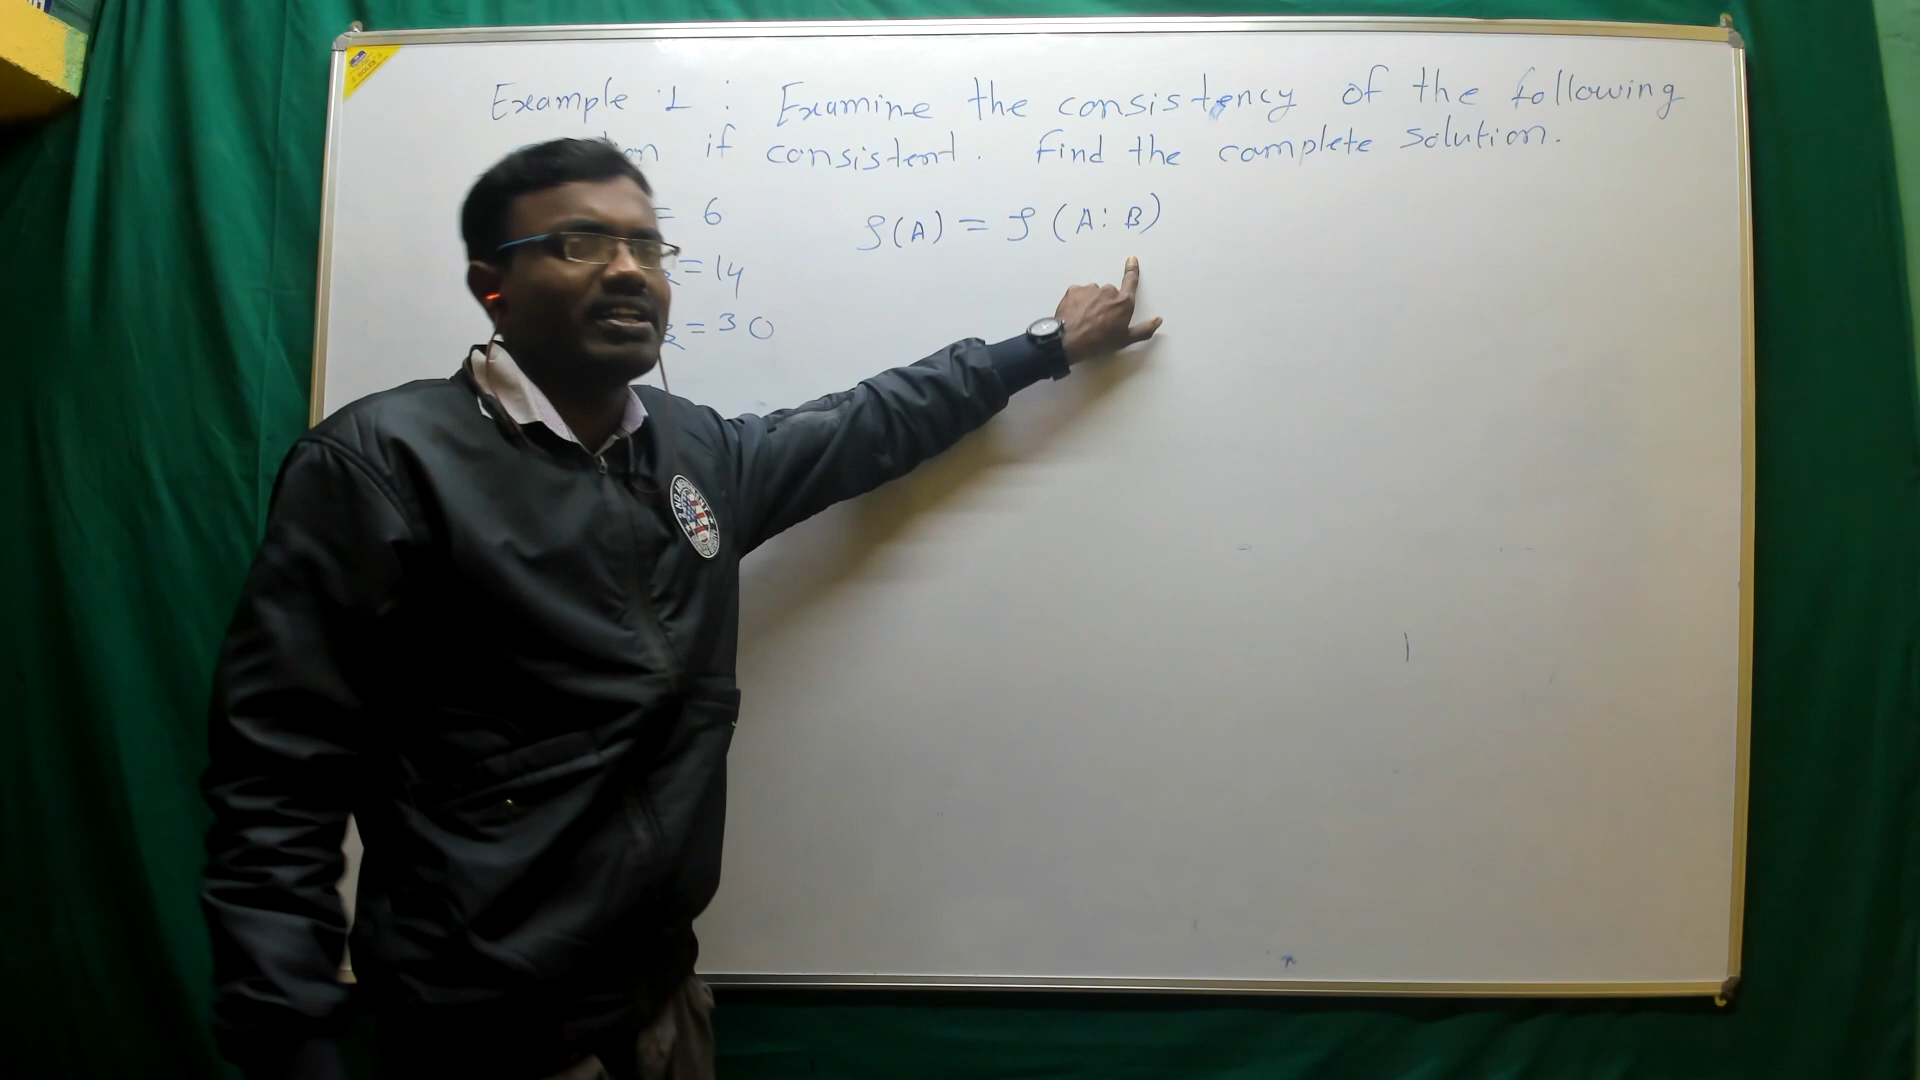 Example 1 : Examine the consistency of the following
if consistent. Find the complete solution.
= 6
= 14
= 30
ρ(A) = ρ(A: B)